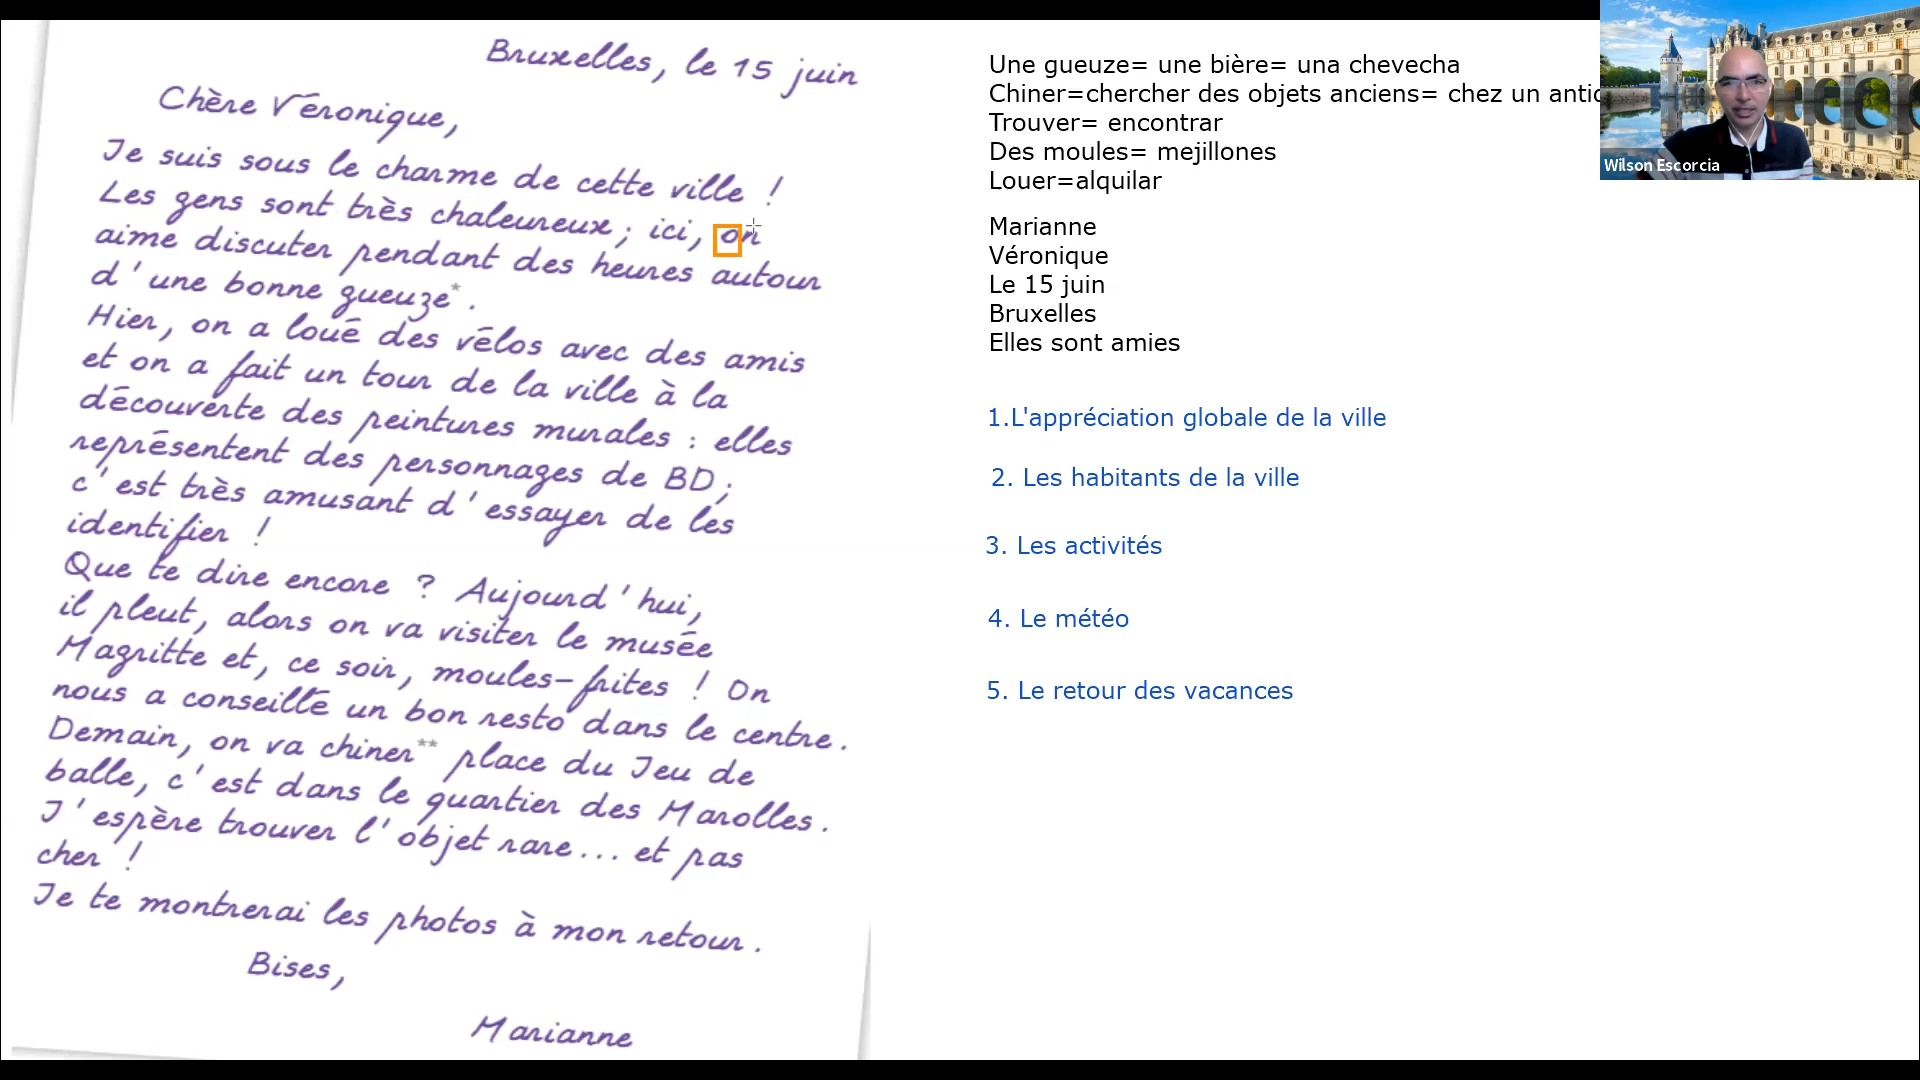 Bruxelles, le 15 juin
Chère Véronique,
Je suis sous le charme de cette ville !
Les gens sont très chaleureux ; ici, on
aime discuter pendant des heures autour
d'une bonne gueuze*.
Hier, on a loué des vélos avec des amis
et on a fait un tour de la ville à la
découverte des peintures murales : elles
représentent des personnages de BD ;
c'est très amusant d'essayer de les
identifier !
Que te dire encore ? Aujourd'hui,
il pleut, alors on va visiter le musée
Magritte et, ce soir, moules-frites ! On
nous a conseillé un bon resto dans le centre.
Demain, on va chiner** place du Jeu de
balle, c'est dans le quartier des Marolles.
J'espère trouver l'objet rare... et pas
cher !
Je te montrerai les photos à mon retour.
Bises,
Marianne
Une gueuze= une bière= una chevecha
Chiner=chercher des objets anciens= chez un antic
Trouver= encontrar
Des moules= mejillones
Louer=alquilar
Marianne
Véronique
Le 15 juin
Bruxelles
Elles sont amies
1.L'appréciation globale de la ville
2. Les habitants de la ville
3. Les activités
4. Le météo
5. Le retour des vacances
Wilson Escorcia